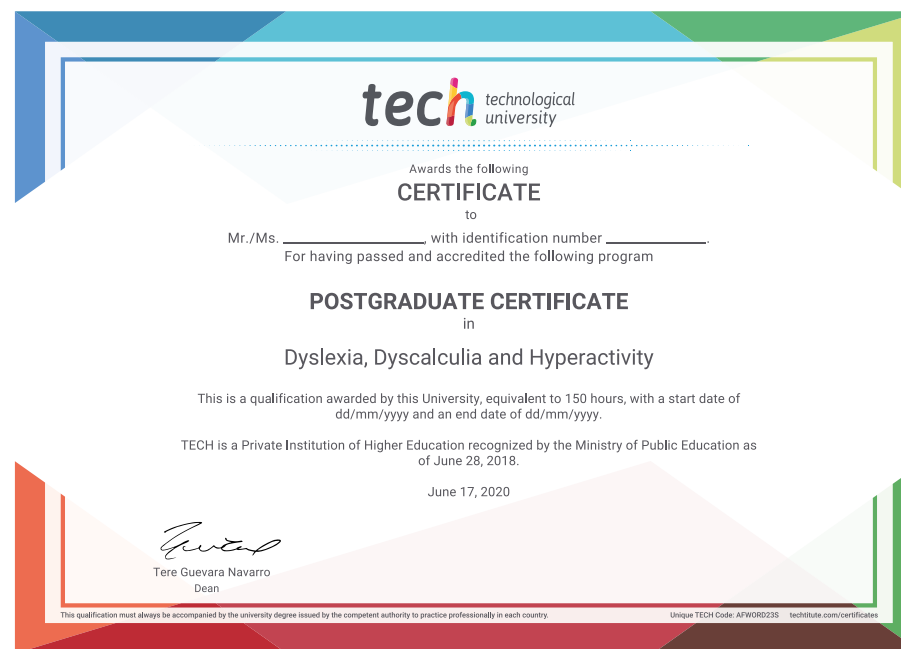 tech technological
university
Awards the following
CERTIFICATE
to
Mr./Ms. ____________________, with identification number ______________.
For having passed and accredited the following program
POSTGRADUATE CERTIFICATE
in
Dyslexia, Dyscalculia and Hyperactivity
This is a qualification awarded by this University, equivalent to 150 hours, with a start date of
dd/mm/yyyy and an end date of dd/mm/yyyy.
TECH is a Private Institution of Higher Education recognized by the Ministry of Public Education as
of June 28, 2018.
June 17, 2020
Tere Guevara Navarro
Dean
This qualification must always be accompanied by the university degree issued by the competent authority to practice professionally in each country.
Unique TECH Code: AFWORD23S techtitute.com/certificates